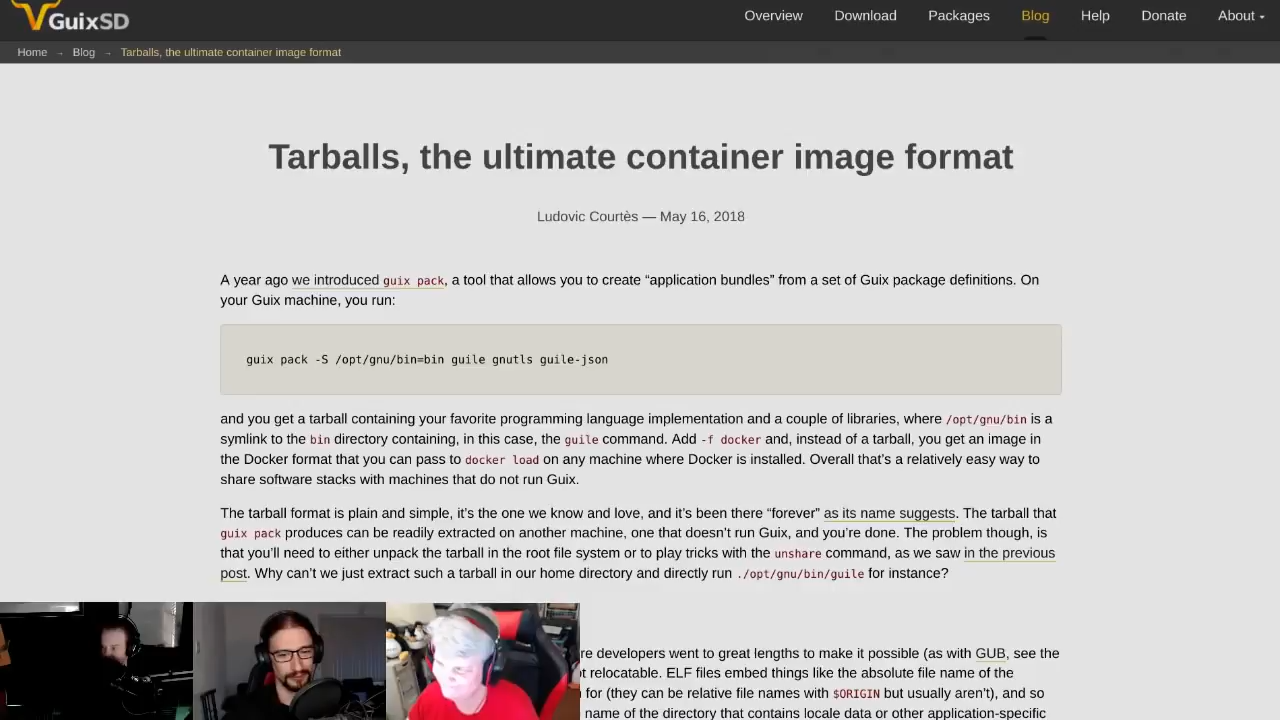 GuixSD
Overview Download Packages Blog Help Donate About
Home → Blog → Tarballs, the ultimate container image format
Tarballs, the ultimate container image format
Ludovic Courtès — May 16, 2018
A year ago we introduced guix pack, a tool that allows you to create “application bundles” from a set of Guix package definitions. On
your Guix machine, you run:
guix pack -S /opt/gnu/bin=bin guile gnutls guile-json
and you get a tarball containing your favorite programming language implementation and a couple of libraries, where /opt/gnu/bin is a
symlink to the bin directory containing, in this case, the guile command. Add -f docker and, instead of a tarball, you get an image in
the Docker format that you can pass to docker load on any machine where Docker is installed. Overall that’s a relatively easy way to
share software stacks with machines that do not run Guix.
The tarball format is plain and simple, it’s the one we know and love, and it’s been there “forever” as its name suggests. The tarball that
guix pack produces can be readily extracted on another machine, one that doesn’t run Guix, and you’re done. The problem though, is
that you’ll need to either unpack the tarball in the root file system or to play tricks with the unshare command, as we saw in the previous
post. Why can’t we just extract such a tarball in our home directory and directly run ./opt/gnu/bin/guile for instance?
re developers went to great lengths to make it possible (as with GUB, see the
t relocatable. ELF files embed things like the absolute file name of the
for (they can be relative file names with $ORIGIN but usually aren’t), and so
name of the directory that contains locale data or other application-specific